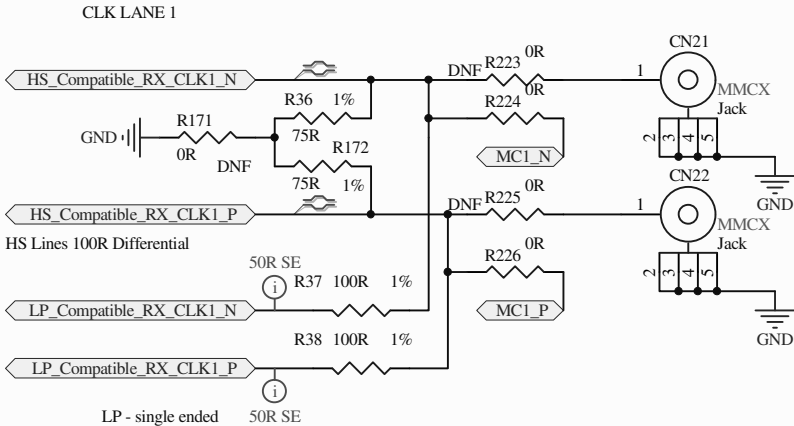 CLK LANE 1
CN21
DNF R223 0R
HS_Compatible_RX_CLK1_N
1
0R
R36 1%
R224
MMCX
Jack
R171
75R
GND
R172
2 3 4 5
0R
DNF
MC1_N
75R
1%
CN22
0R
DNF
R225
GND
HS_Compatible_RX_CLK1_P
1
MMCX
HS Lines 100R Differential
0R
Jack
R226
50R SE
2 3 4 5
i
R37 100R 1%
LP_Compatible_RX_CLK1_N
MC1_P
R38 100R 1%
GND
LP_Compatible_RX_CLK1_P
i
LP - single ended
50R SE